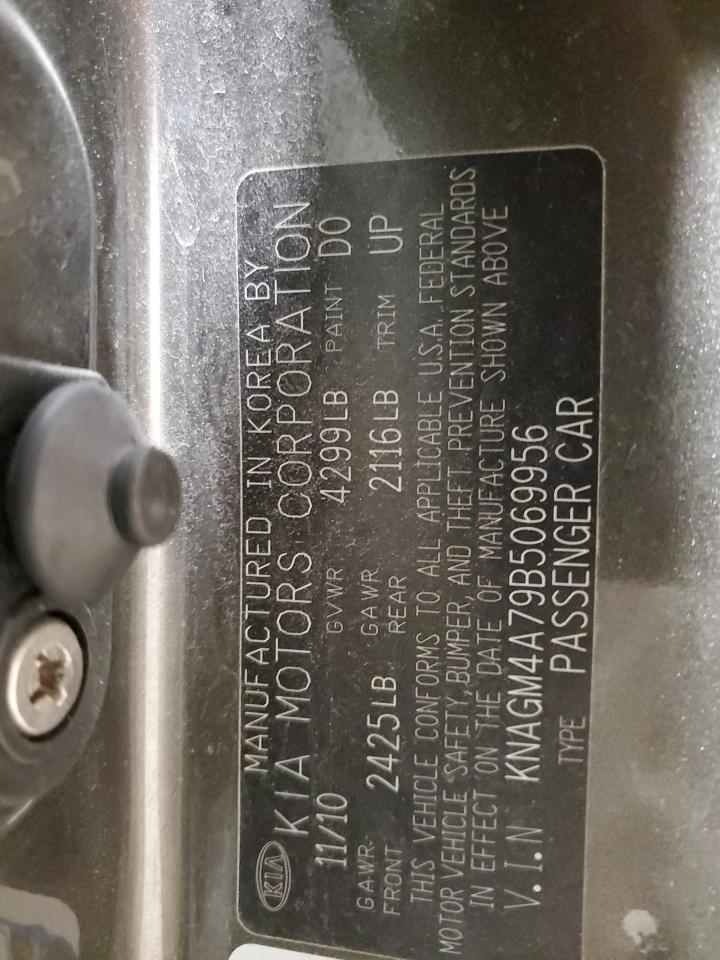 KIA
MANUFACTURED IN KOREA BY
KIA MOTORS CORPORATION
11/10 GVWR 4299LB PAINT D0
GAWR FRONT 2425LB GAWR REAR 2116LB TRIM UP
THIS VEHICLE CONFORMS TO ALL APPLICABLE U.S.A. FEDERAL
MOTOR VEHICLE SAFETY, BUMPER, AND THEFT PREVENTION STANDARDS
IN EFFECT ON THE DATE OF MANUFACTURE SHOWN ABOVE
V.I.N KNAGM4A79B5069956
TYPE PASSENGER CAR